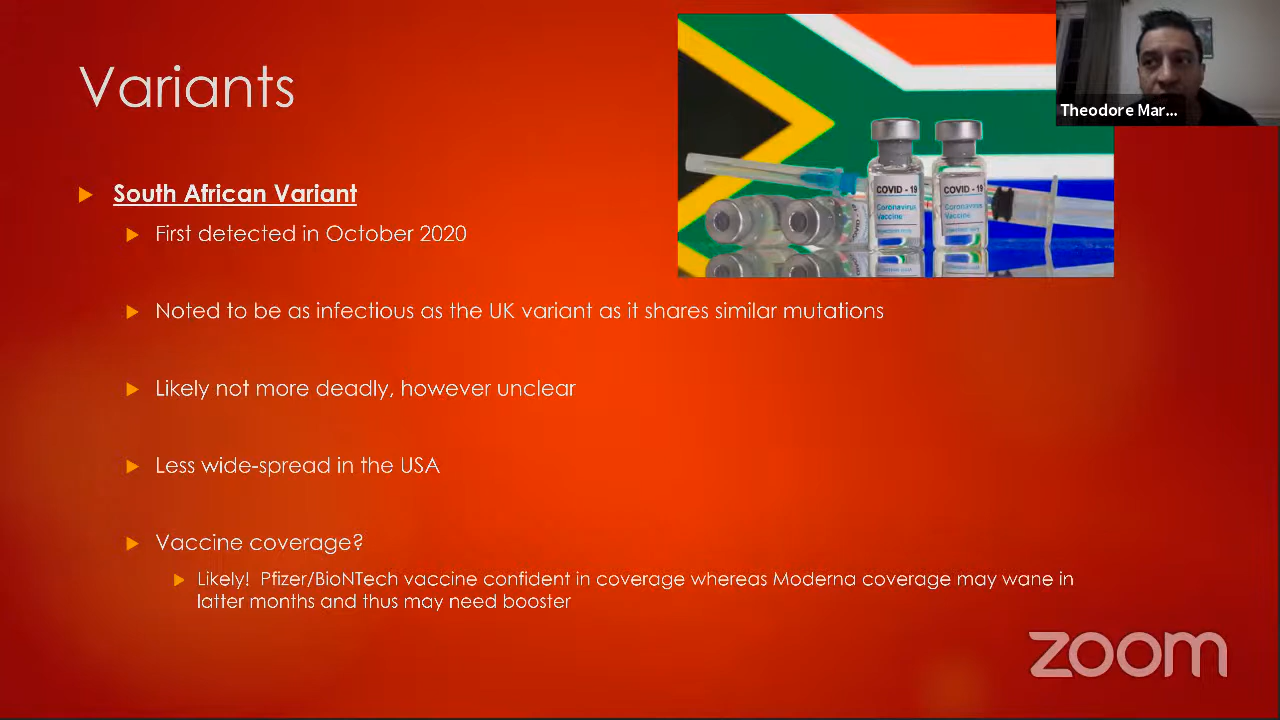 Variants
Theodore Mar...
South African Variant
First detected in October 2020
COVID - 19
Coronavirus
Vaccine
COVID - 19
Coronavirus
Vaccine
Noted to be as infectious as the UK variant as it shares similar mutations
Likely not more deadly, however unclear
Less wide-spread in the USA
Vaccine coverage?
Likely! Pfizer/BioNTech vaccine confident in coverage whereas Moderna coverage may wane in
latter months and thus may need booster
zoom